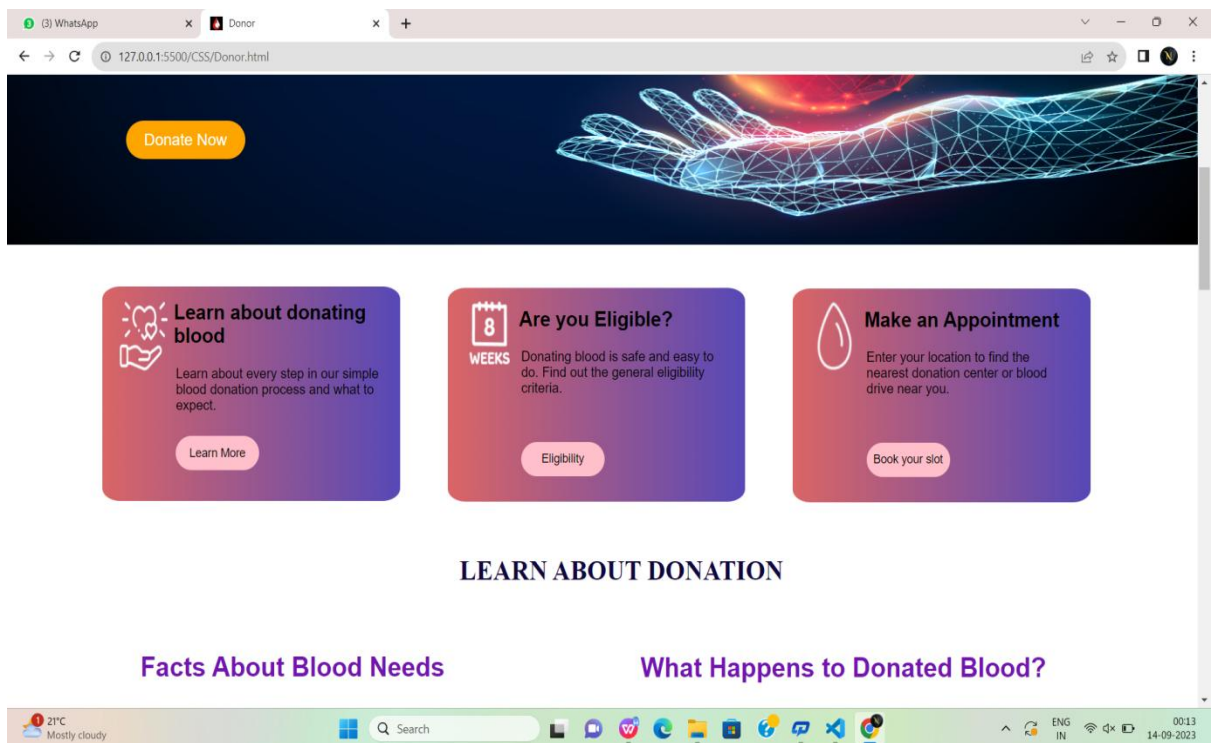 (3) WhatsApp
Donor
127.0.0.1:5500/CSS/Donor.html
Donate Now
Learn about donating
blood
Learn about every step in our simple
blood donation process and what to
expect.
Learn More
8
WEEKS
Are you Eligible?
Donating blood is safe and easy to
do. Find out the general eligibility
criteria.
Eligibility
Make an Appointment
Enter your location to find the
nearest donation center or blood
drive near you.
Book your slot
LEARN ABOUT DONATION
Facts About Blood Needs
What Happens to Donated Blood?
1
21°C
Mostly cloudy
Search
ENG
IN
00:13
14-09-2023